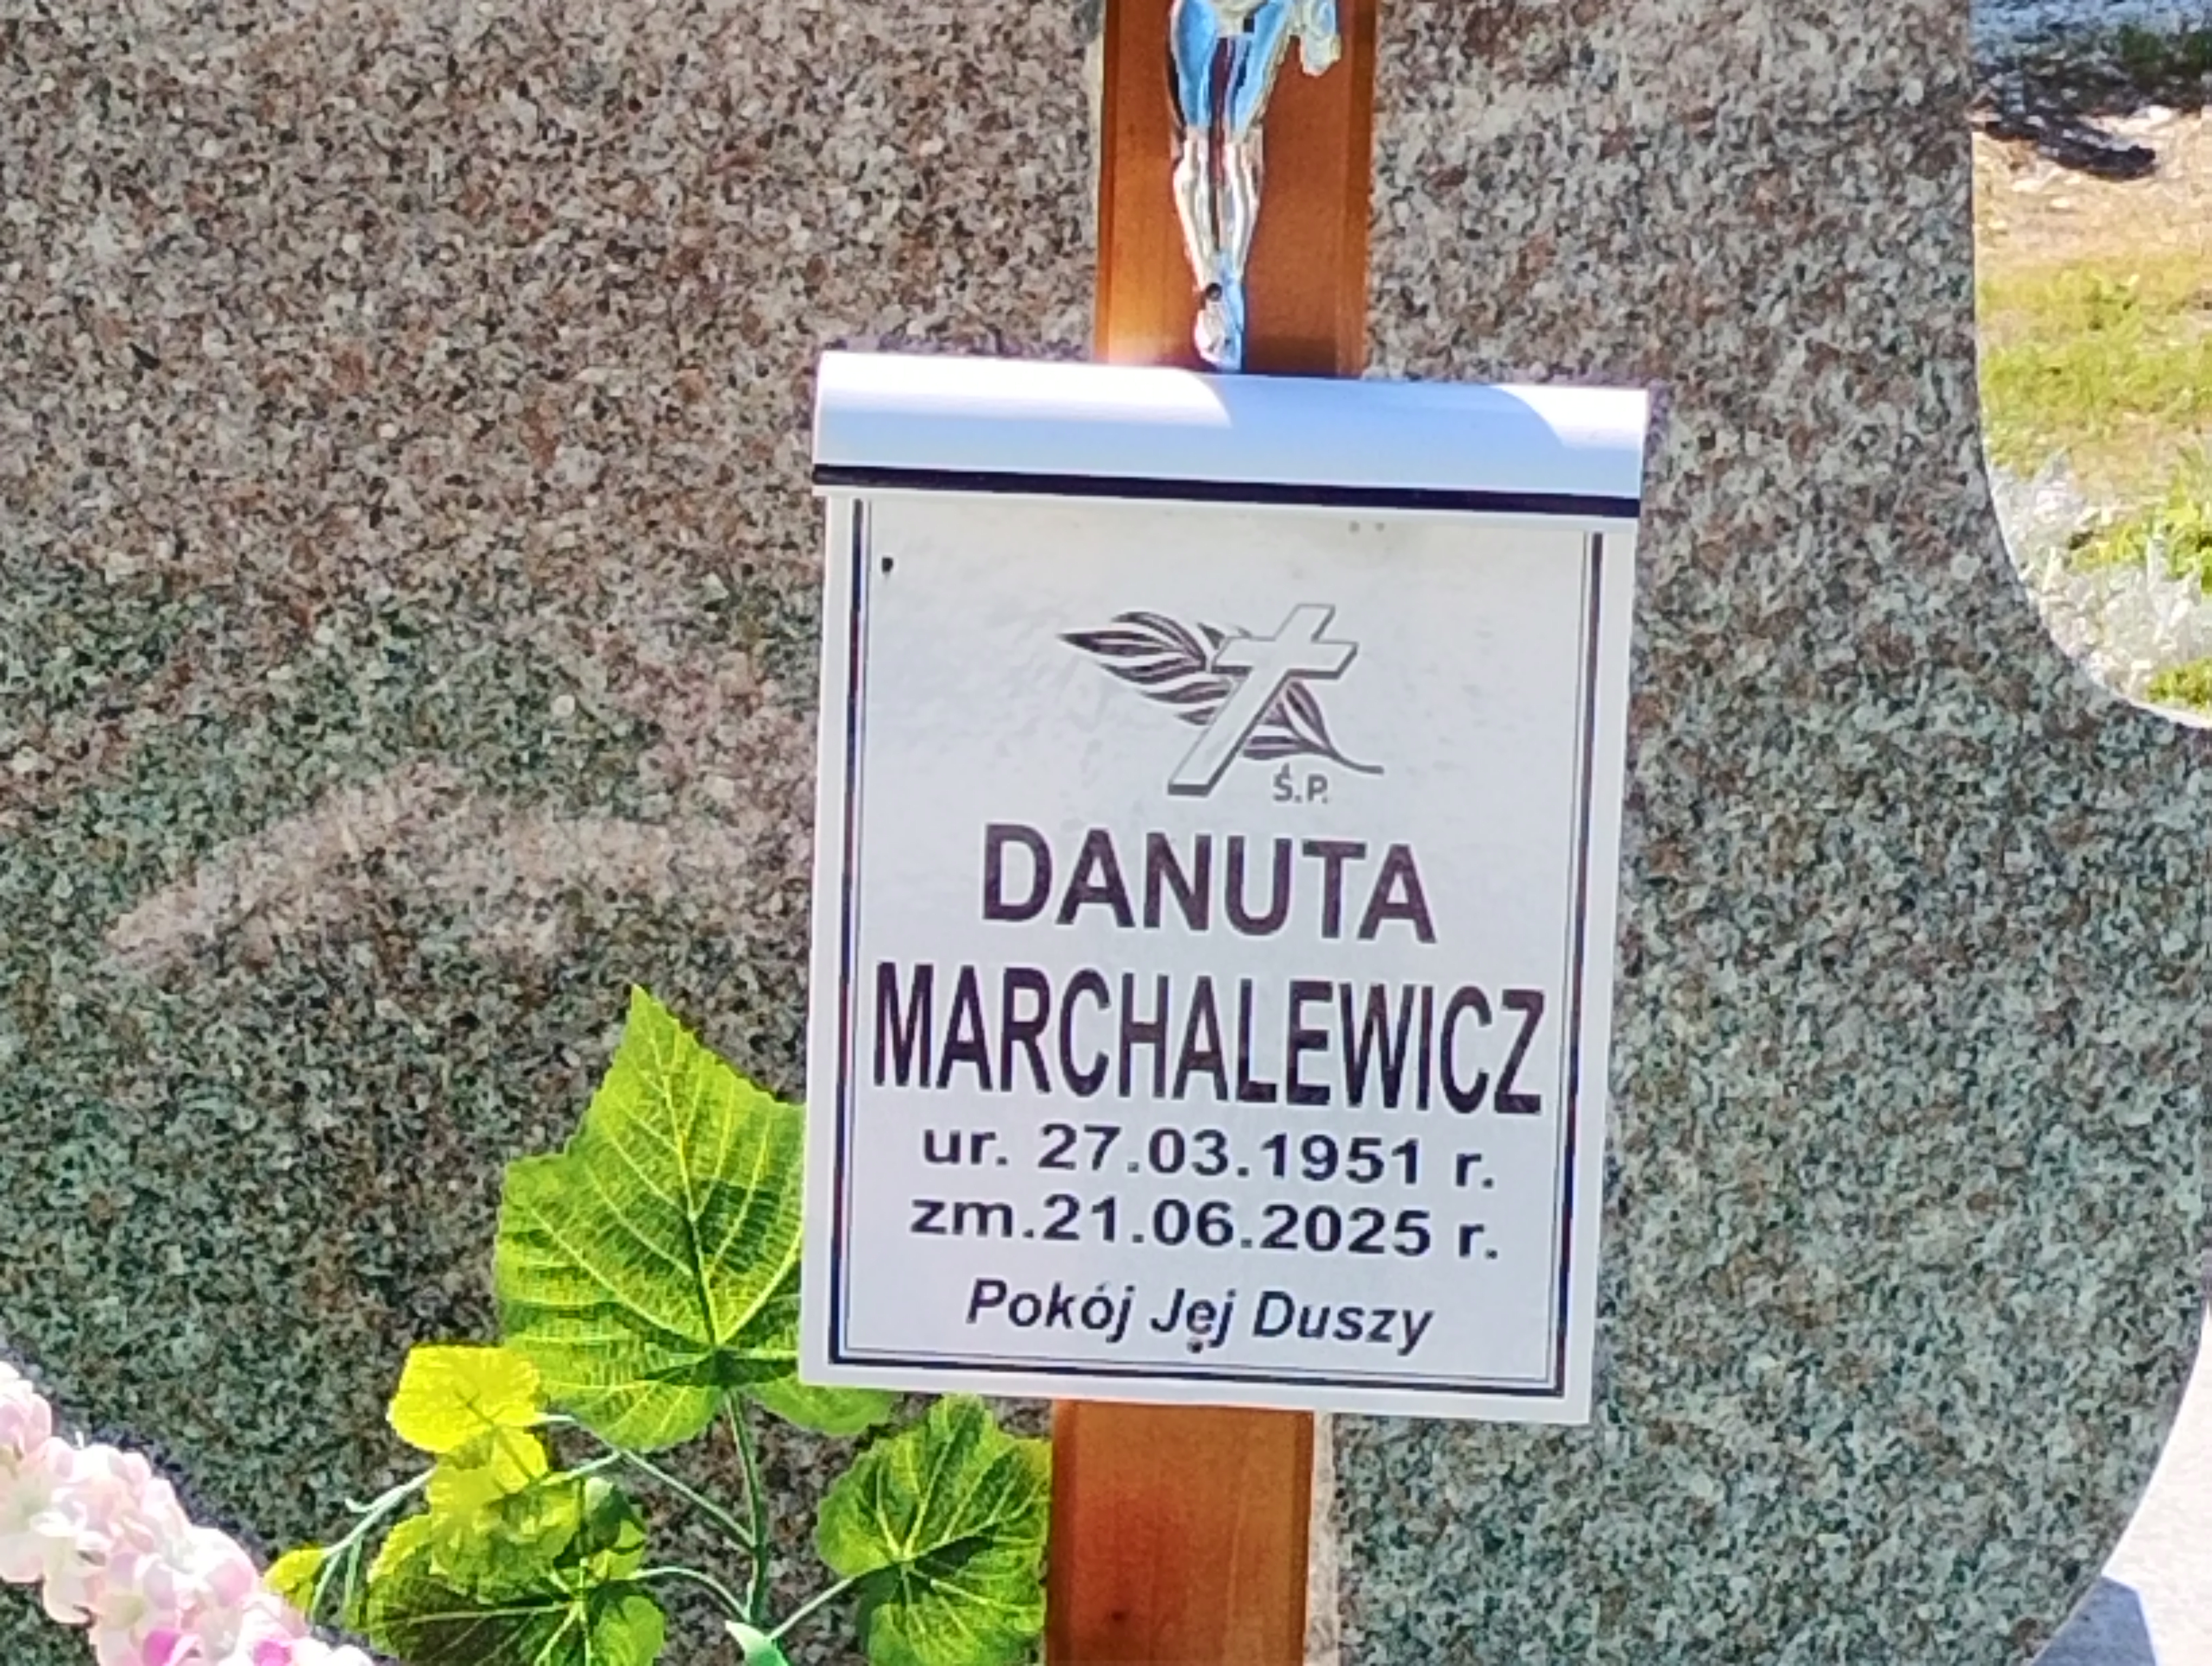 Ś.P.
DANUTA
MARCHALEWICZ
ur. 27.03.1951 r.
zm.21.06.2025 r.
Pokój Jej Duszy